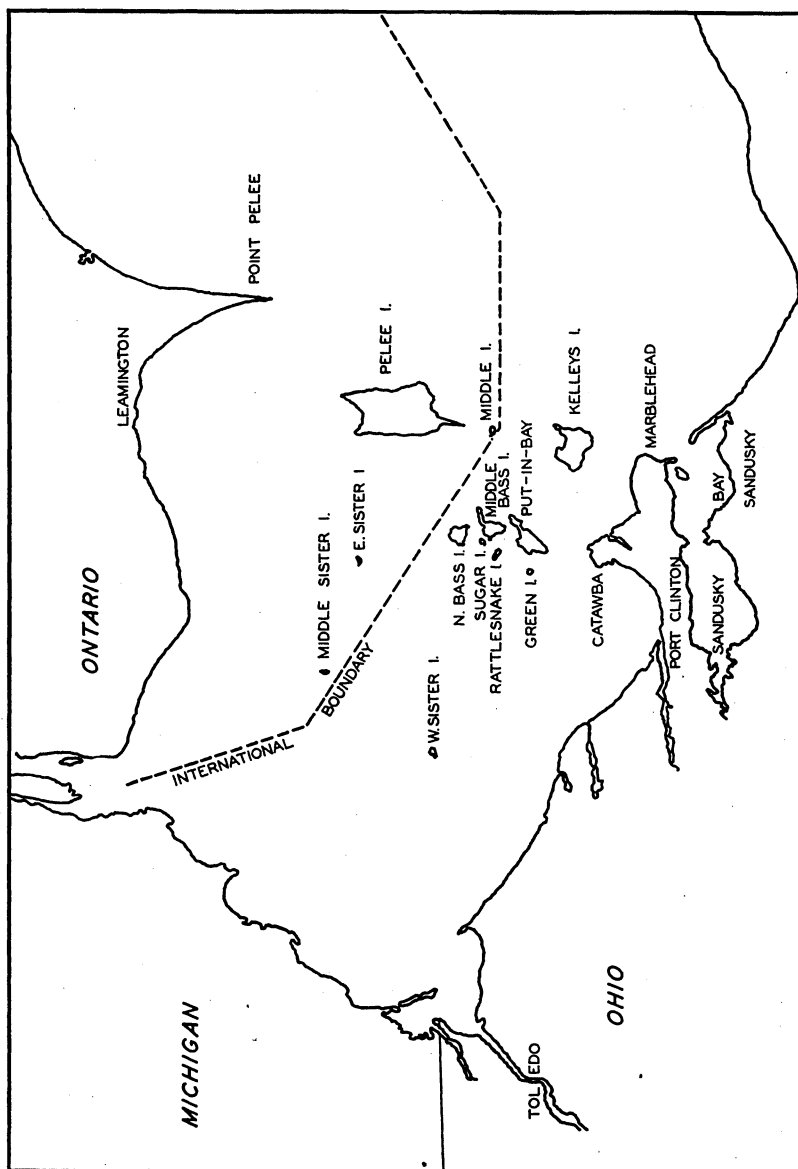 MICHIGAN
ONTARIO
LEAMINGTON
POINT PELEE
INTERNATIONAL
BOUNDARY
MIDDLE SISTER I.
E. SISTER I
PELEE I.
W. SISTER I.
N. BASS I.
SUGAR I.
RATTLESNAKE I.
MIDDLE
BASS I.
MIDDLE I.
PUT-IN-BAY
GREEN I.
KELLEYS I.
CATAWBA
MARBLEHEAD
PORT CLINTON
SANDUSKY
BAY
SANDUSKY
TOLEDO
OHIO